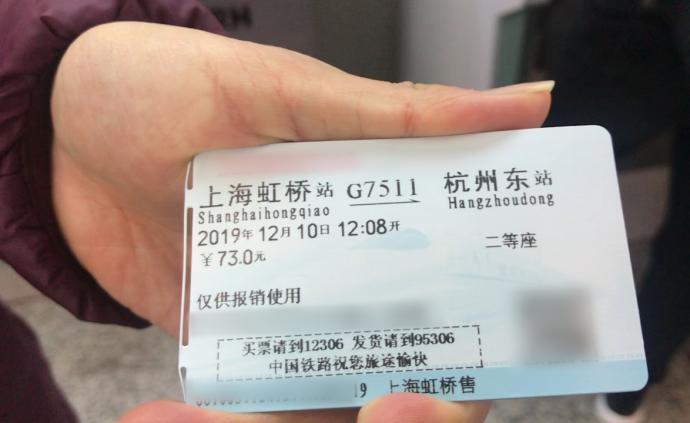 上海虹桥站 G7511 杭州东站
Shanghaihongqiao Hangzhoudong
2019年12月10日12:08开
￥73.0元 二等座
仅供报销使用
买票请到12306 发货请到95306
中国铁路祝您旅途愉快
上海虹桥售